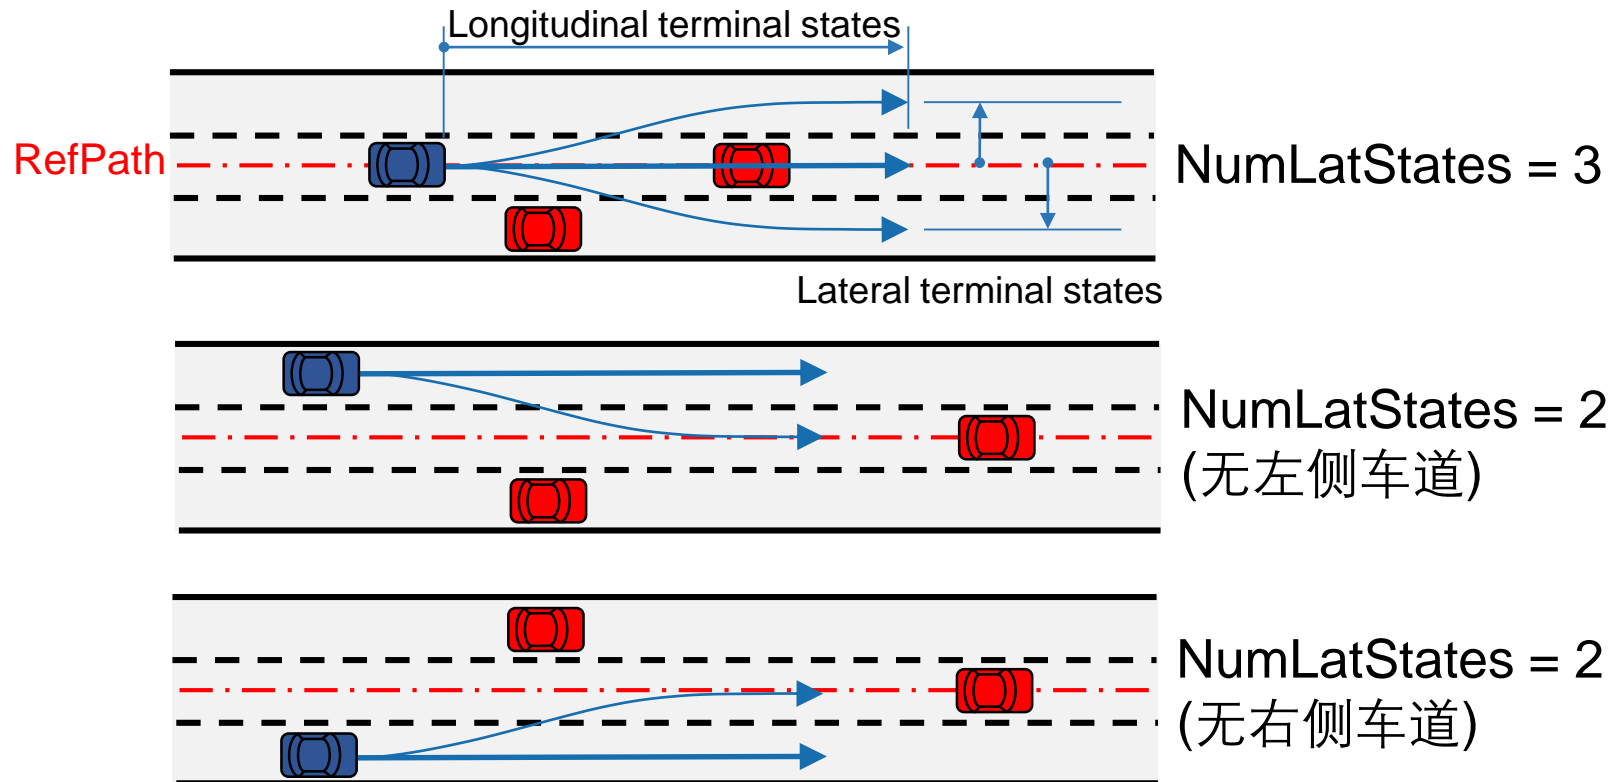 Longitudinal terminal states
RefPath
NumLatStates = 3
Lateral terminal states
NumLatStates = 2
(无左侧车道)
NumLatStates = 2
(无右侧车道)